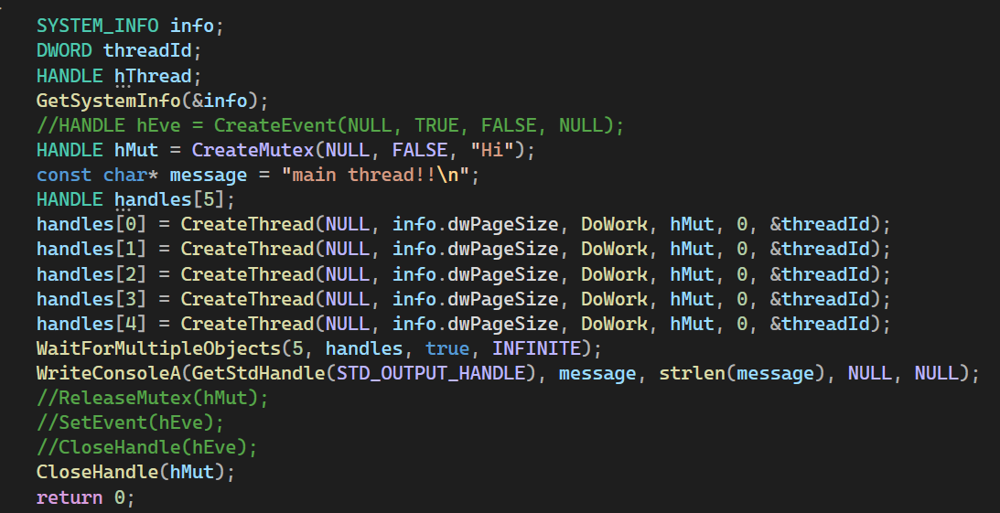 SYSTEM_INFO info;
DWORD threadId;
HANDLE hThread;
GetSystemInfo(&info);
//HANDLE hEve = CreateEvent(NULL, TRUE, FALSE, NULL);
HANDLE hMut = CreateMutex(NULL, FALSE, "Hi");
const char* message = "main thread!!\n";
HANDLE handles[5];
handles[0] = CreateThread(NULL, info.dwPageSize, DoWork, hMut, 0, &threadId);
handles[1] = CreateThread(NULL, info.dwPageSize, DoWork, hMut, 0, &threadId);
handles[2] = CreateThread(NULL, info.dwPageSize, DoWork, hMut, 0, &threadId);
handles[3] = CreateThread(NULL, info.dwPageSize, DoWork, hMut, 0, &threadId);
handles[4] = CreateThread(NULL, info.dwPageSize, DoWork, hMut, 0, &threadId);
WaitForMultipleObjects(5, handles, true, INFINITE);
WriteConsoleA(GetStdHandle(STD_OUTPUT_HANDLE), message, strlen(message), NULL, NULL);
//ReleaseMutex(hMut);
//SetEvent(hEve);
//CloseHandle(hEve);
CloseHandle(hMut);
return 0;